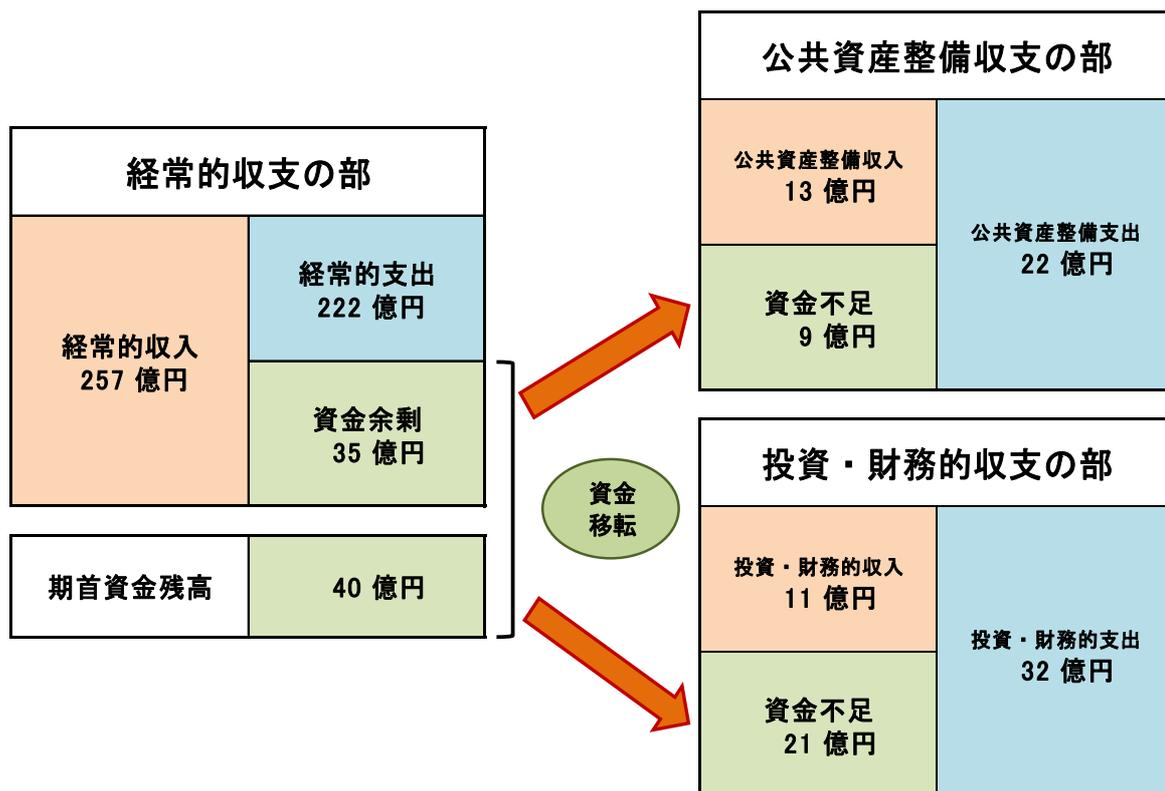 経常的収支の部
経常的収入
257 億円
経常的支出
222 億円
資金余剰
35 億円
期首資金残高
40 億円
資金
移転
公共資産整備収支の部
公共資産整備収入
13 億円
資金不足
9 億円
公共資産整備支出
22 億円
投資・財務的収支の部
投資・財務的収入
11 億円
資金不足
21 億円
投資・財務的支出
32 億円